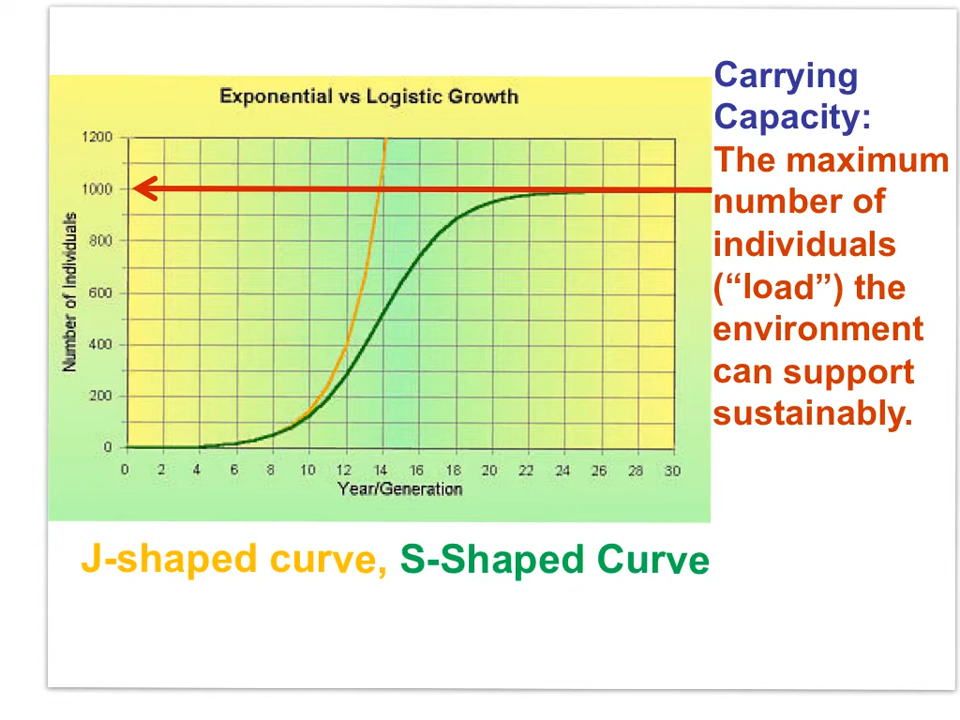 Carrying
Capacity:
The maximum
number of
individuals
(“load”) the
environment
can support
sustainably.
Exponential vs Logistic Growth
Number of Individuals
1200
1000
800
600
400
200
0
0 2 4 6 8 10 12 14 16 18 20 22 24 26 28 30
Year/Generation
J-shaped curve, S-Shaped Curve